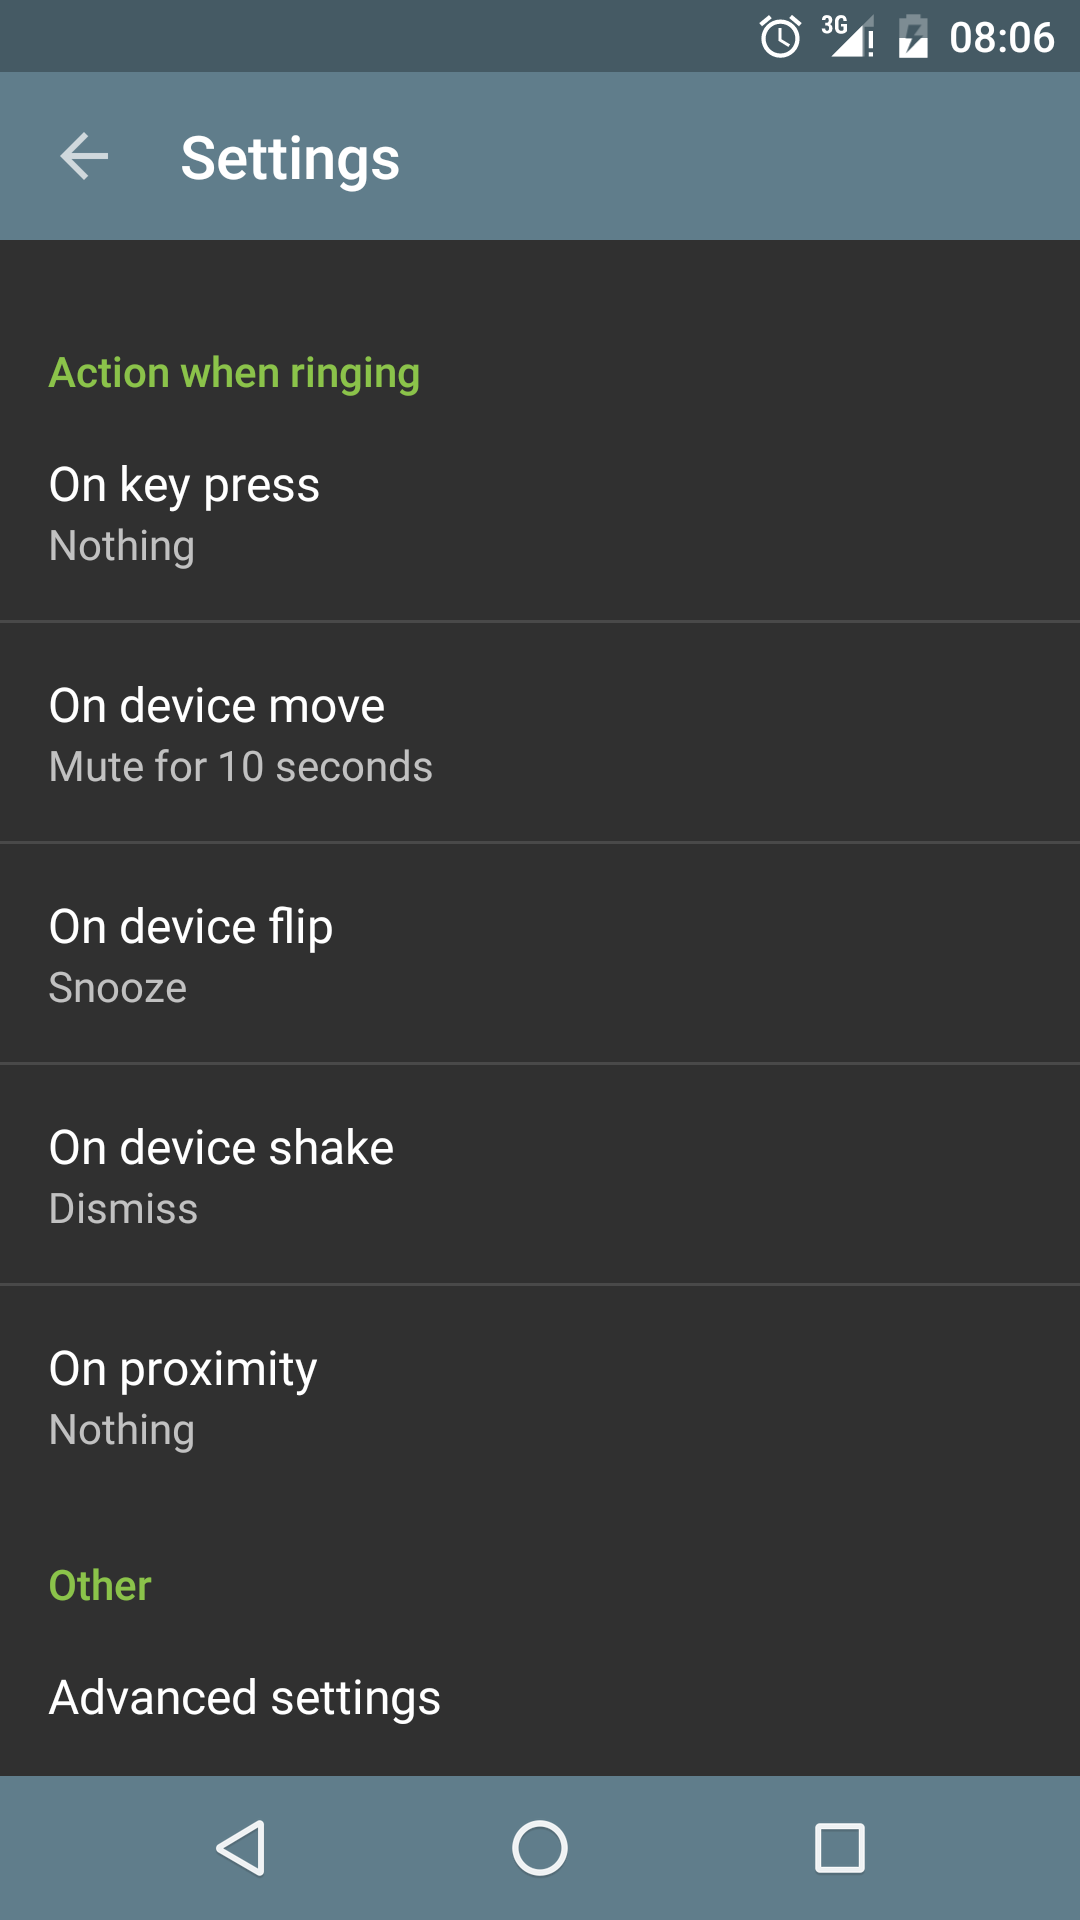 3G 08:06
Settings
Action when ringing
On key press
Nothing
On device move
Mute for 10 seconds
On device flip
Snooze
On device shake
Dismiss
On proximity
Nothing
Other
Advanced settings